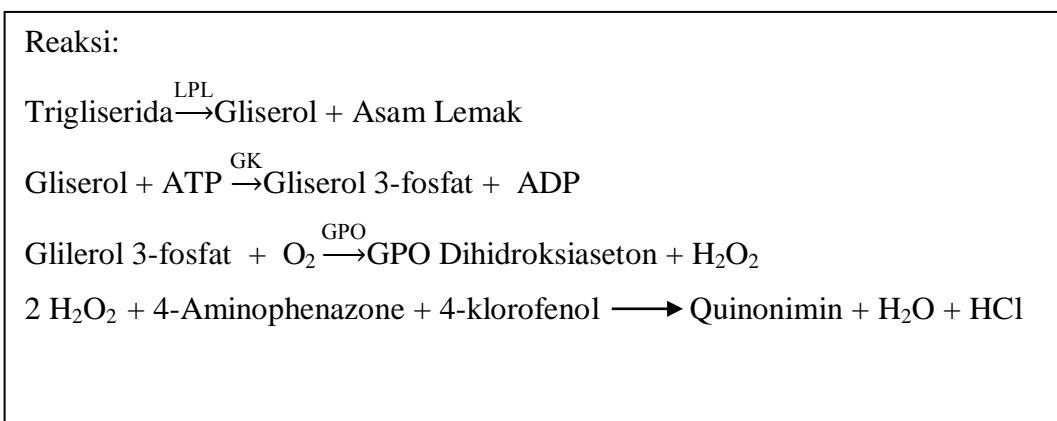 Reaksi:
LPL
Trigliserida⟶Gliserol + Asam Lemak
GK
Gliserol + ATP ⟶Gliserol 3-fosfat + ADP
GPO
Glilerol 3-fosfat + O₂ ⟶GPO Dihidroksiaseton + H₂O₂
2 H₂O₂ + 4-Aminophenazone + 4-klorofenol ⟶ Quinonimin + H₂O + HCl